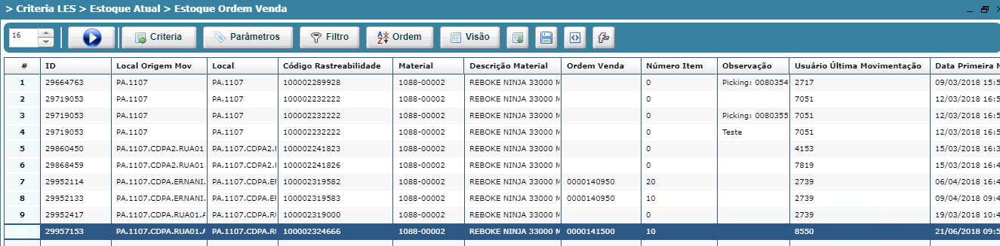 > Criteria LES > Estoque Atual > Estoque Ordem Venda
16 Criteria Parâmetros Filtro Ordem Visão
# ID Local Origem Mov Local Código Rastreabilidade Material Descrição Material Ordem Venda Número Item Observação Usuário Última Movimentação Data Primeira M
1 29664763 PA.1107 PA.1107 100002289928 1088-00002 REBOKE NINJA 33000 M 0 Picking: 0080354 2717 09/03/2018 15:5
2 29719053 PA.1107 PA.1107 100002232222 1088-00002 REBOKE NINJA 33000 M 0 7051 12/03/2018 16:5
3 29719053 PA.1107 PA.1107 100002232222 1088-00002 REBOKE NINJA 33000 M 0 Picking: 0080355 7051 12/03/2018 16:5
4 29719053 PA.1107 PA.1107 100002232222 1088-00002 REBOKE NINJA 33000 M 0 Teste 7051 12/03/2018 16:5
5 29860450 PA.1107.CDPA2.RUA01. PA.1107.CDPA2.I 100002241823 1088-00002 REBOKE NINJA 33000 M 0 4153 15/03/2018 16:3
6 29868459 PA.1107.CDPA2.RUA01. PA.1107.CDPA2.I 100002241826 1088-00002 REBOKE NINJA 33000 M 0 7819 15/03/2018 16:4
7 29952114 PA.1107.CDPA.ERNANI. PA.1107.CDPA.EF 100002319582 1088-00002 REBOKE NINJA 33000 M 0000140950 20 2739 06/04/2018 16:4
8 29952133 PA.1107.CDPA.ERNANI. PA.1107.CDPA.EF 100002319583 1088-00002 REBOKE NINJA 33000 M 0000140950 10 2739 09/04/2018 09:4
9 29952417 PA.1107.CDPA.RUA01.A PA.1107.CDPA.RI 100002319000 1088-00002 REBOKE NINJA 33000 M 0 2739 19/03/2018 10:4
10 29957153 PA.1107.CDPA.RUA01.A PA.1107.CDPA.RI 100002324666 1088-00002 REBOKE NINJA 33000 M 0000141500 10 8550 21/06/2018 09:5